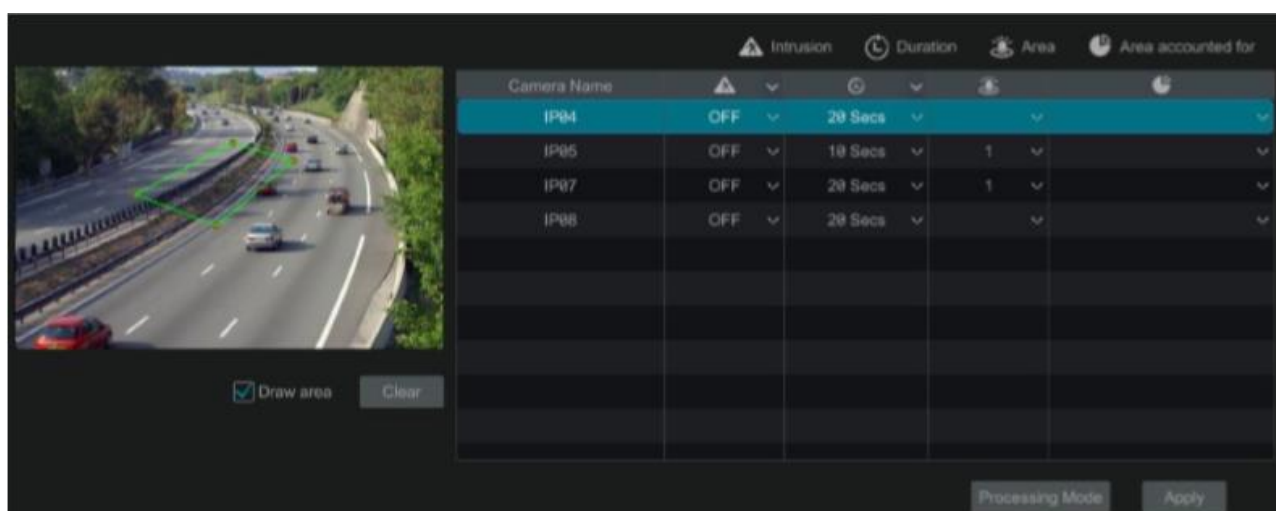 Intrusion Duration Area Area accounted for
Camera Name
IP04 OFF 20 Secs
IP05 OFF 10 Secs 1
IP07 OFF 20 Secs 1
IP08 OFF 20 Secs
Draw area Clear
Processing Mode Apply